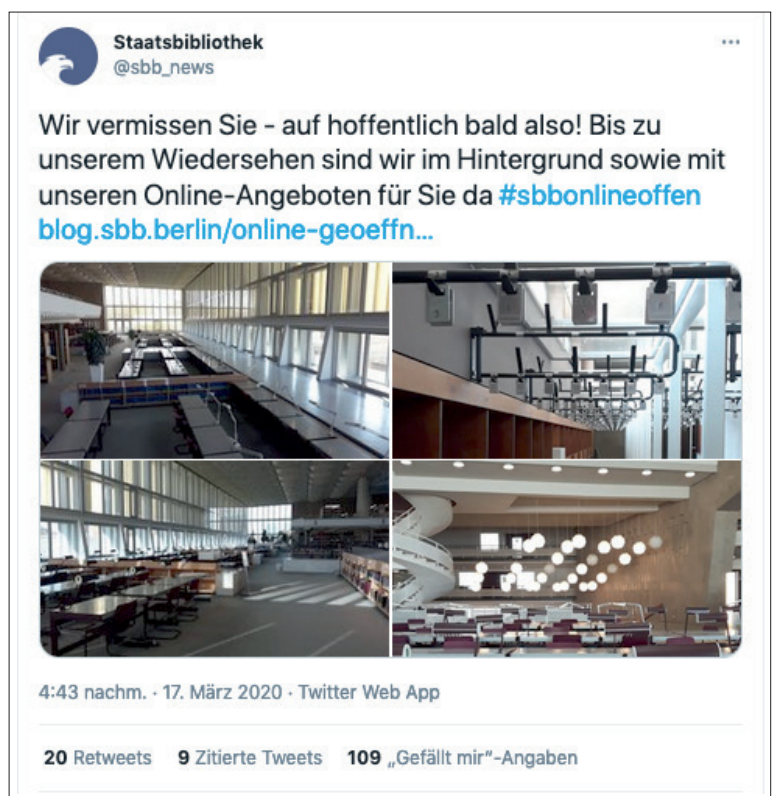 Staatsbibliothek
@sbb_news
Wir vermissen Sie - auf hoffentlich bald also! Bis zu
unserem Wiedersehen sind wir im Hintergrund sowie mit
unseren Online-Angeboten für Sie da #sbbonlineoffen
blog.sbb.berlin/online-geoeffn...
4:43 nachm. · 17. März 2020 · Twitter Web App
20 Retweets 9 Zitierte Tweets 109 „Gefällt mir"-Angaben